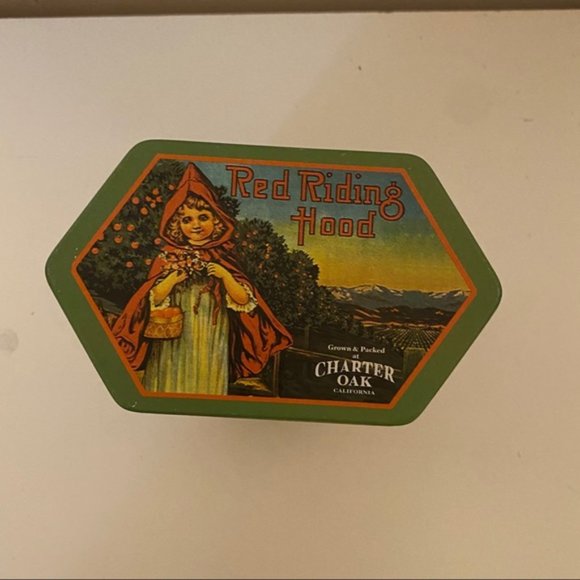 Red Riding
Hood
Grown & Packed
at
CHARTER
OAK
CALIFORNIA